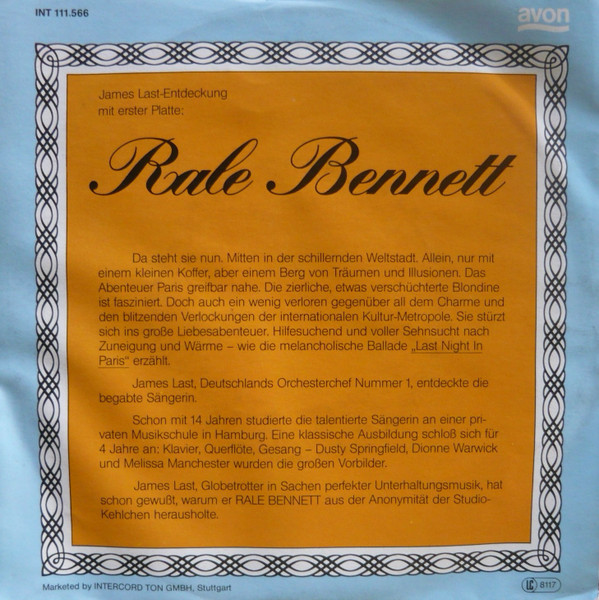 INT 111.566
avon
James Last-Entdeckung
mit erster Platte:
Rale Bennett
Da steht sie nun. Mitten in der schillernden Weltstadt. Allein, nur mit
einem kleinen Koffer, aber einem Berg von Träumen und Illusionen. Das
Abenteuer Paris greifbar nahe. Die zierliche, etwas verschüchterte Blondine
ist fasziniert. Doch auch ein wenig verloren gegenüber all dem Charme und
den blitzenden Verlockungen der internationalen Kultur-Metropole. Sie stürzt
sich ins große Liebesabenteuer. Hilfesuchend und voller Sehnsucht nach
Zuneigung und Wärme – wie die melancholische Ballade „Last Night In
Paris“ erzählt.
James Last, Deutschlands Orchesterchef Nummer 1, entdeckte die
begabte Sängerin.
Schon mit 14 Jahren studierte die talentierte Sängerin an einer pri-
vaten Musikschule in Hamburg. Eine klassische Ausbildung schloß sich für
4 Jahre an: Klavier, Querflöte, Gesang – Dusty Springfield, Dionne Warwick
und Melissa Manchester wurden die großen Vorbilder.
James Last, Globetrotter in Sachen perfekter Unterhaltungsmusik, hat
schon gewußt, warum er RALE BENNETT aus der Anonymität der Studio-
Kehlchen herausholte.
Marketed by INTERCORD TON GMBH, Stuttgart
LC 8117